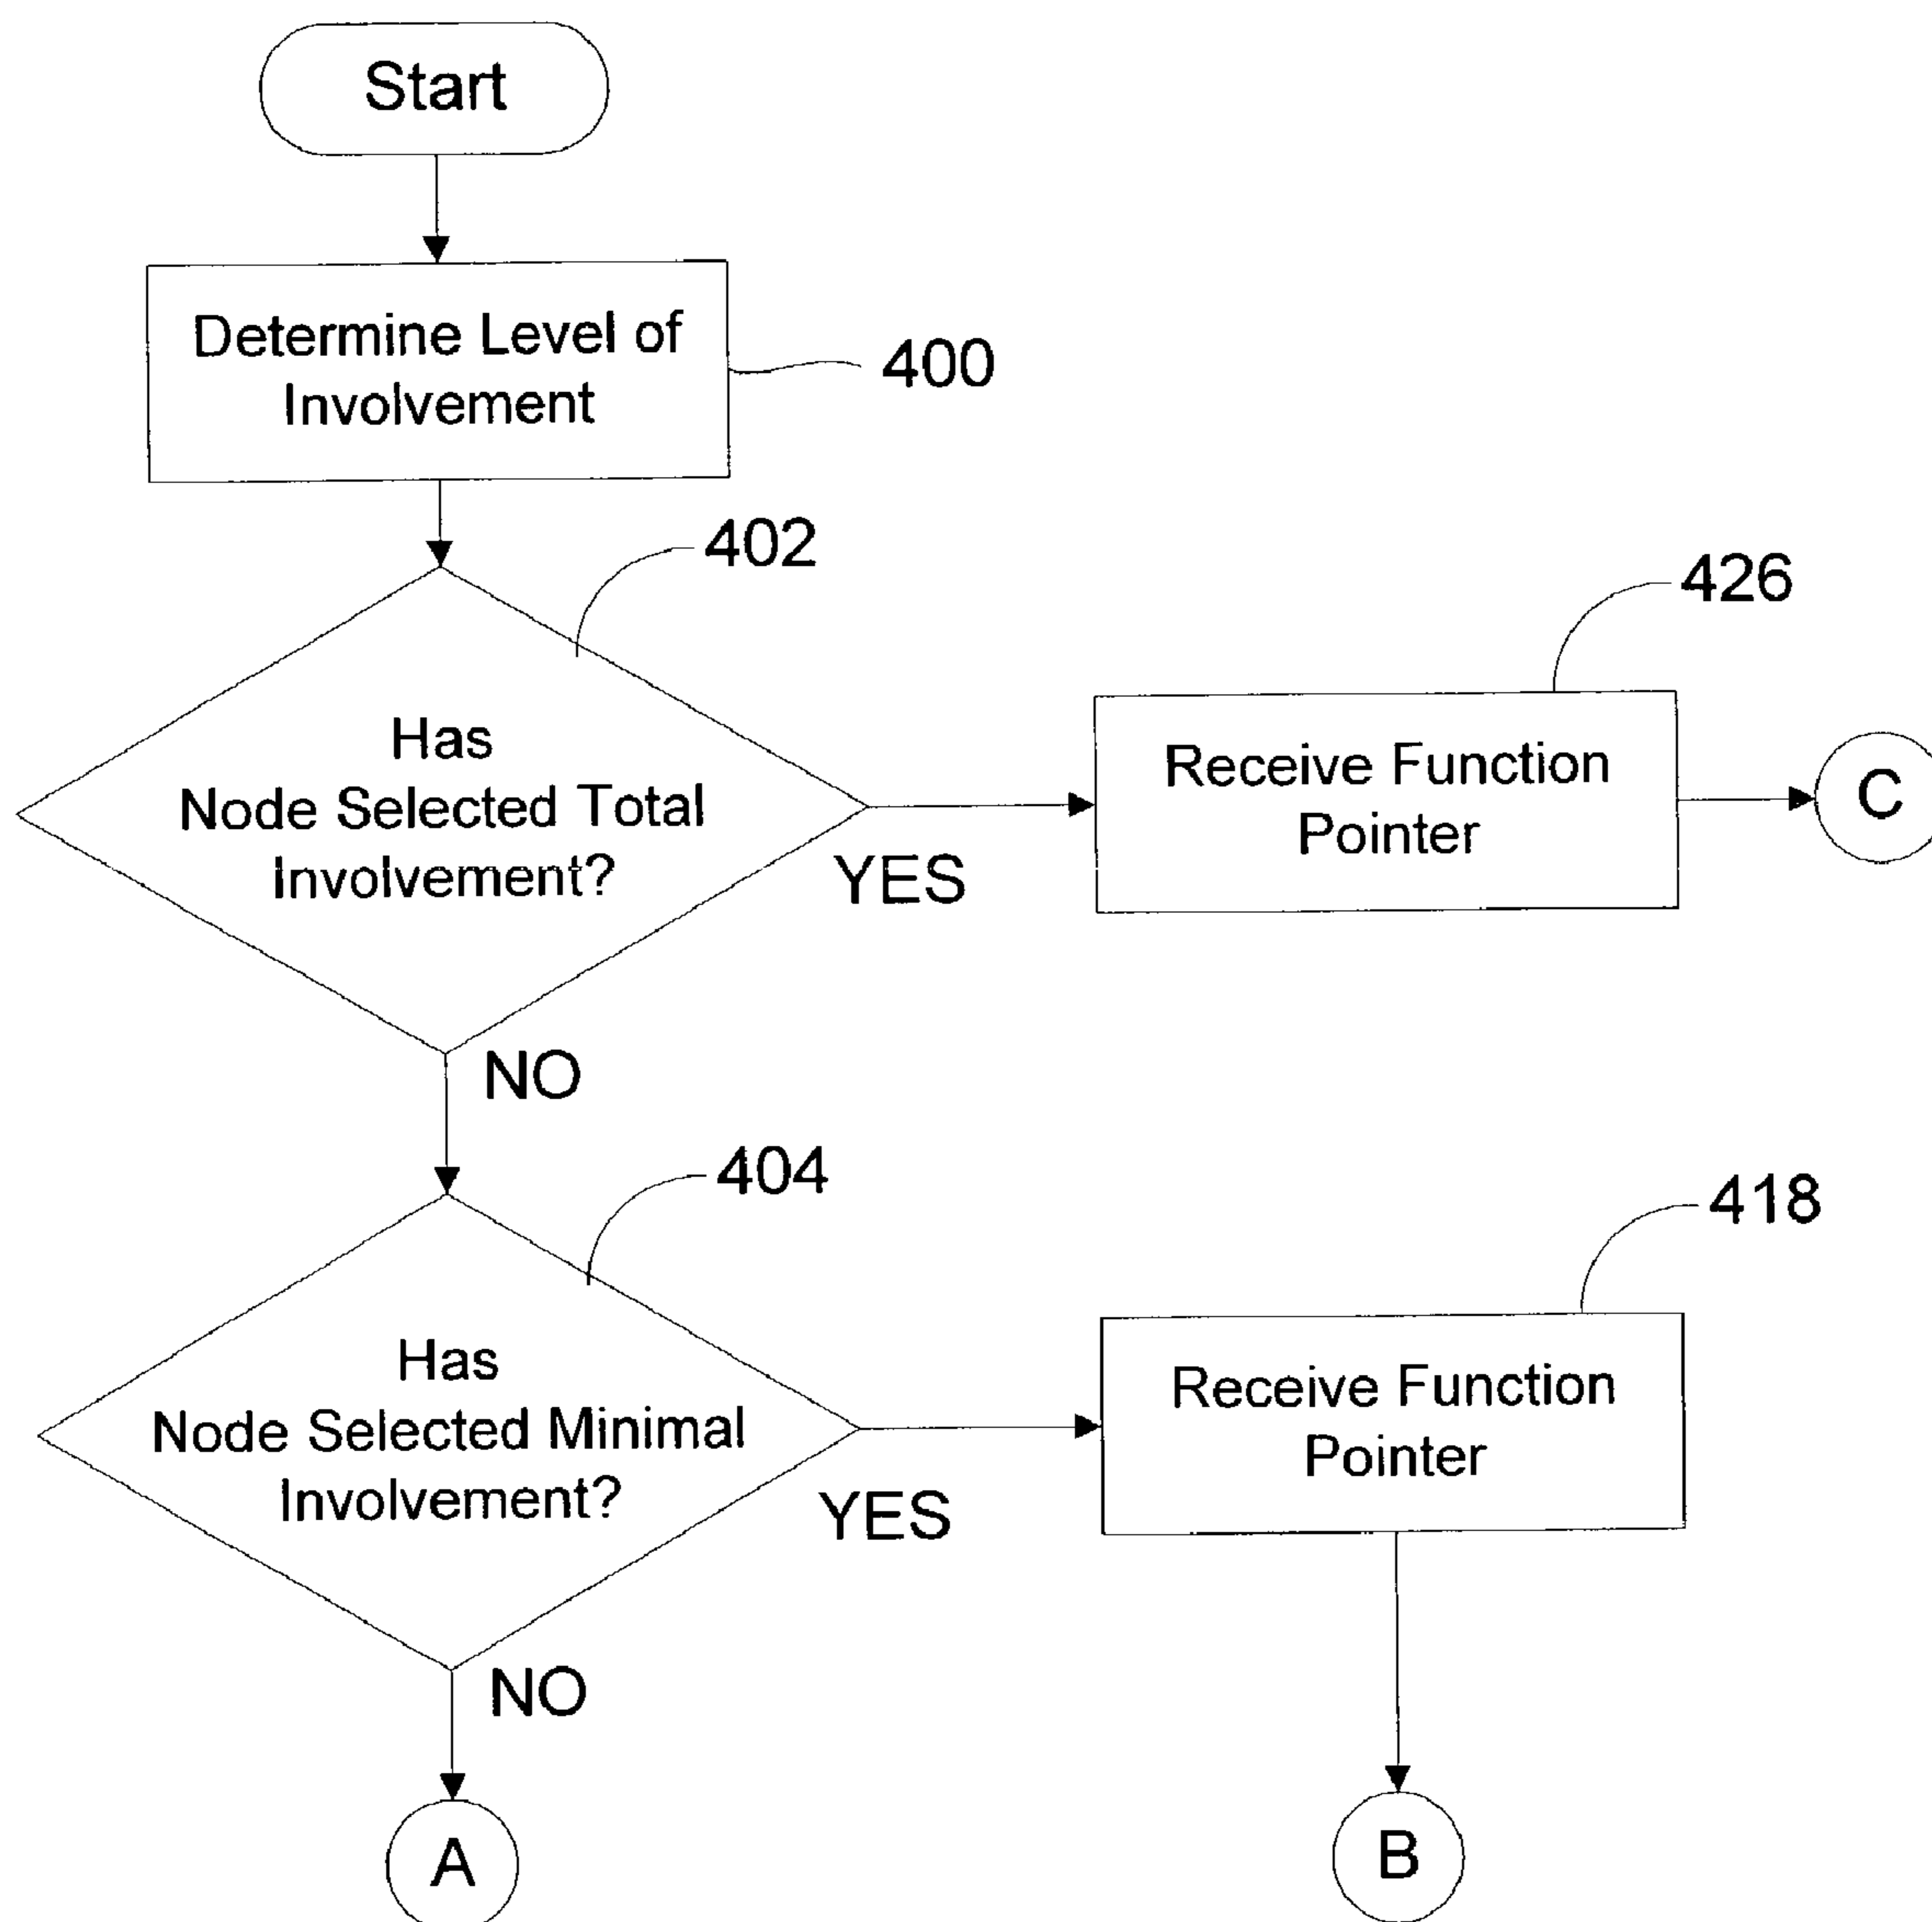 Start
Determine Level of
Involvement
400
402
Has
Node Selected Total
Involvement?
YES
426
Receive Function
Pointer
C
NO
404
Has
Node Selected Minimal
Involvement?
YES
418
Receive Function
Pointer
NO
A
B